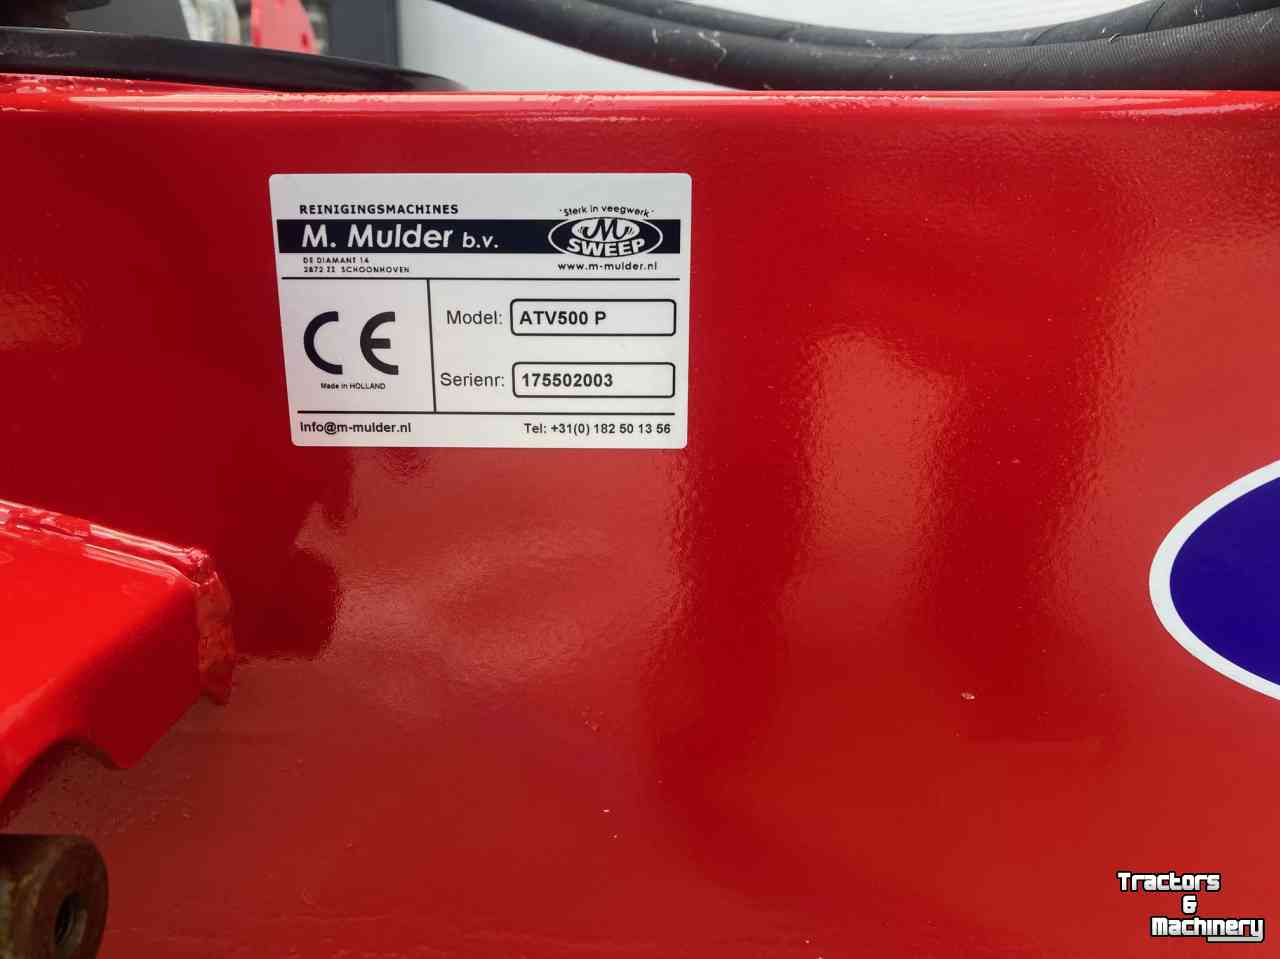 REINIGINGSMACHINES
M. Mulder b.v.
DE DIAMANT 14
2872 ZZ SCHOONHOVEN
"Sterk in veegwerk"
M
SWEEP
www.m-mulder.nl
CE
Made in HOLLAND
Model: ATV500 P
Serienr: 175502003
info@m-mulder.nl
Tel: +31(0) 182 50 13 56
Tractors
&
Machinery